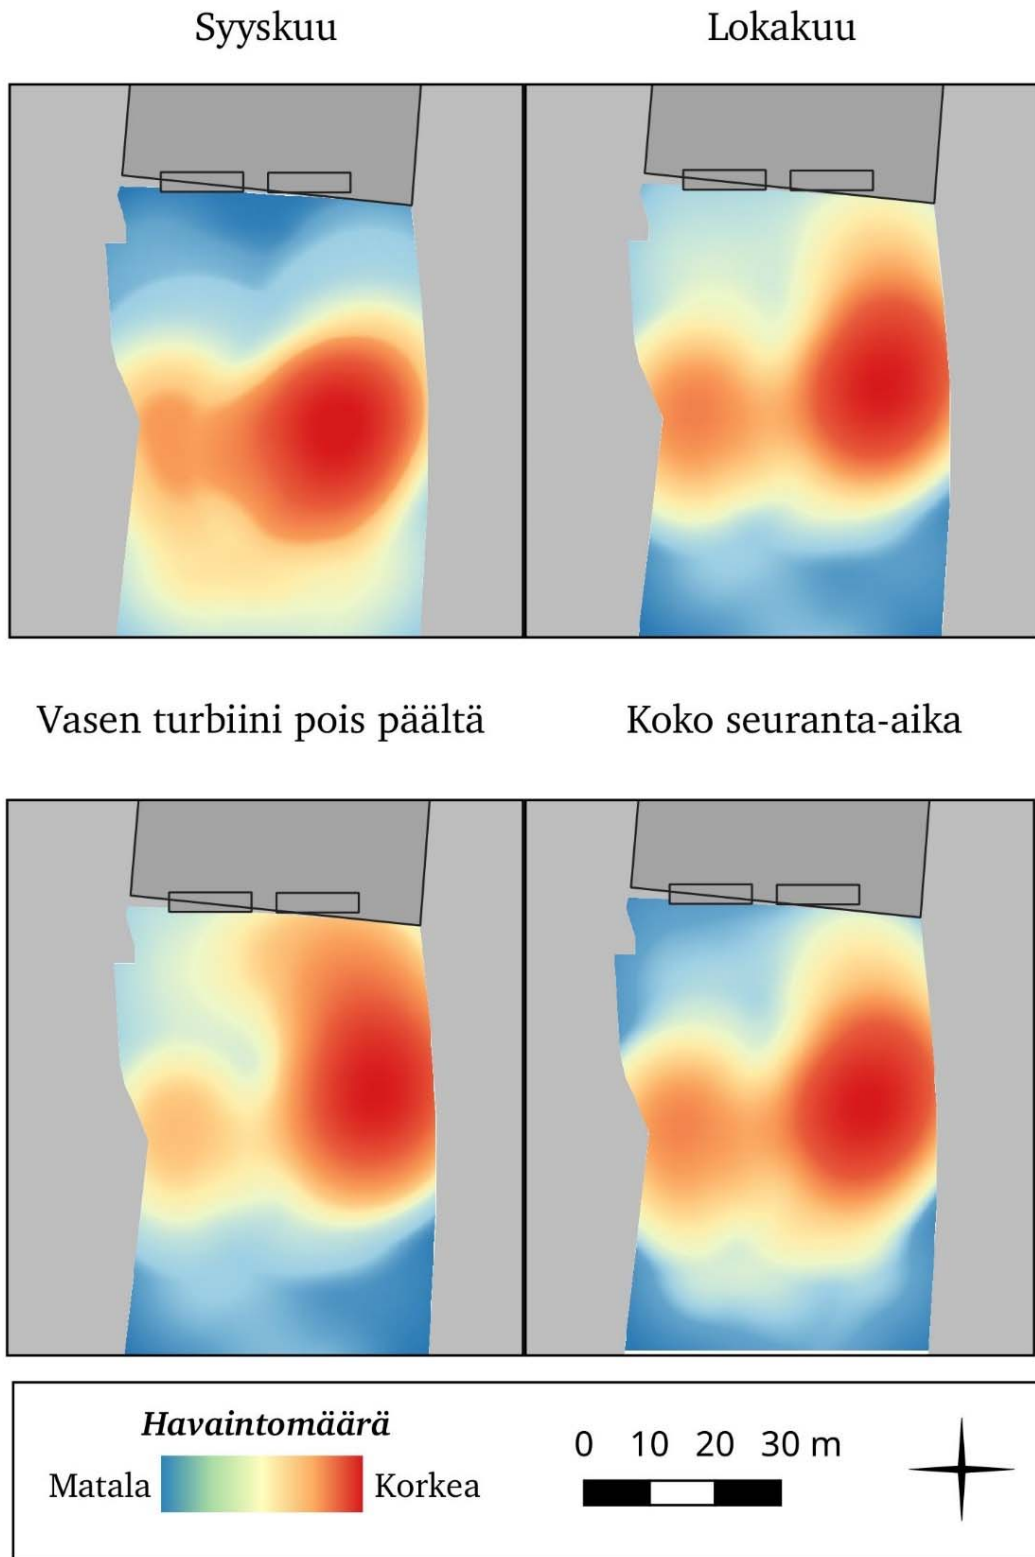 Syyskuu
Lokakuu
Vasen turbiini pois päältä
Koko seuranta-aika
Havaintomäärä
Matala
Korkea
0 10 20 30 m